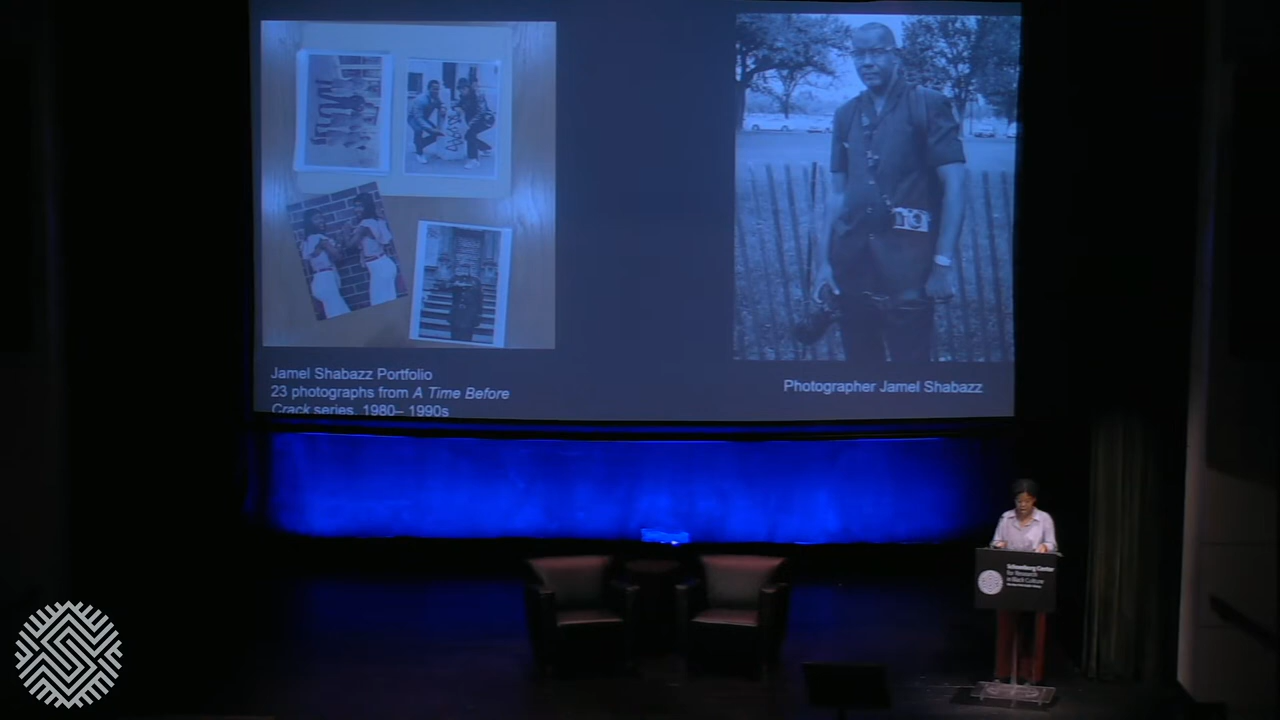 Jamel Shabazz Portfolio
23 photographs from A Time Before
Crack series, 1980– 1990s
Photographer Jamel Shabazz
Schomburg Center
for Research
in Black Culture